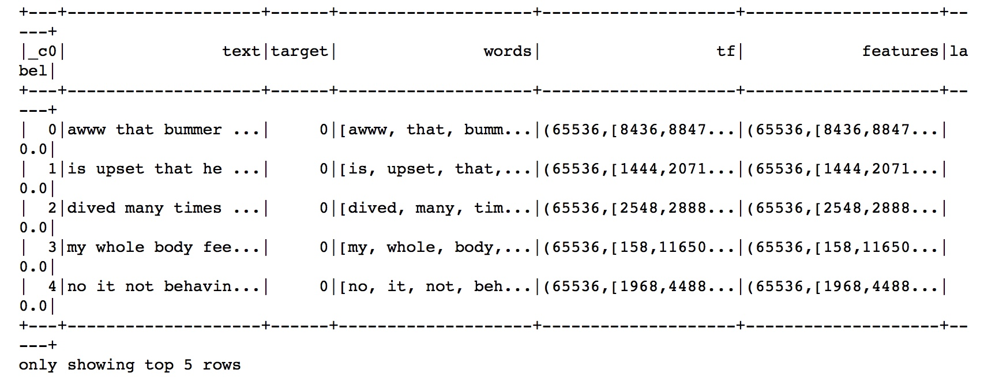 +---+--------------------+------+--------------------+--------------------+--------------------+--
---+
|_c0|                text|target|               words|                  tf|            features|la
bel|
+---+--------------------+------+--------------------+--------------------+--------------------+--
---+
|  0|awww that bummer ...|     0|[awww, that, bumm...|(65536,[8436,8847...|(65536,[8436,8847...|
0.0|
|  1|is upset that he ...|     0|[is, upset, that,...|(65536,[1444,2071...|(65536,[1444,2071...|
0.0|
|  2|dived many times ...|     0|[dived, many, tim...|(65536,[2548,2888...|(65536,[2548,2888...|
0.0|
|  3|my whole body fee...|     0|[my, whole, body,...|(65536,[158,11650...|(65536,[158,11650...|
0.0|
|  4|no it not behavin...|     0|[no, it, not, beh...|(65536,[1968,4488...|(65536,[1968,4488...|
0.0|
+---+--------------------+------+--------------------+--------------------+--------------------+--
---+
only showing top 5 rows